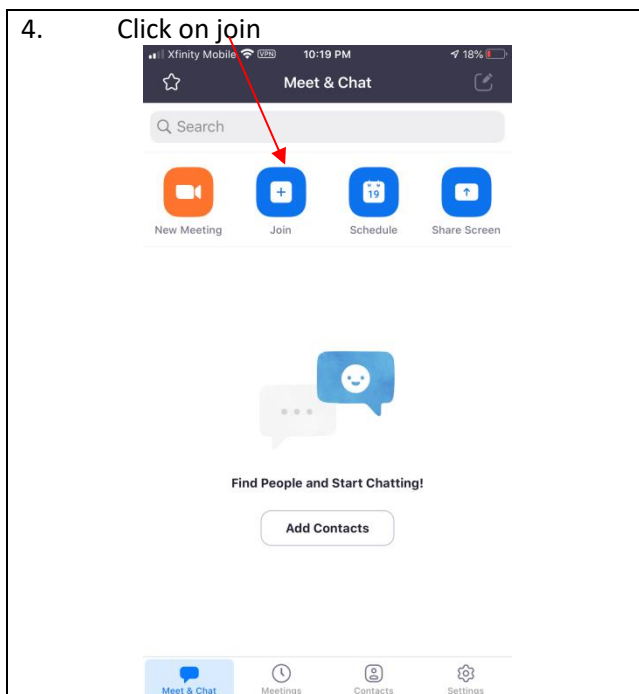 4. Click on join
Xfinity Mobile VPN 10:19 PM 18%
Meet & Chat
Search
19
New Meeting Join Schedule Share Screen
Find People and Start Chatting!
Add Contacts
Meet & Chat Meetings Contacts Settings